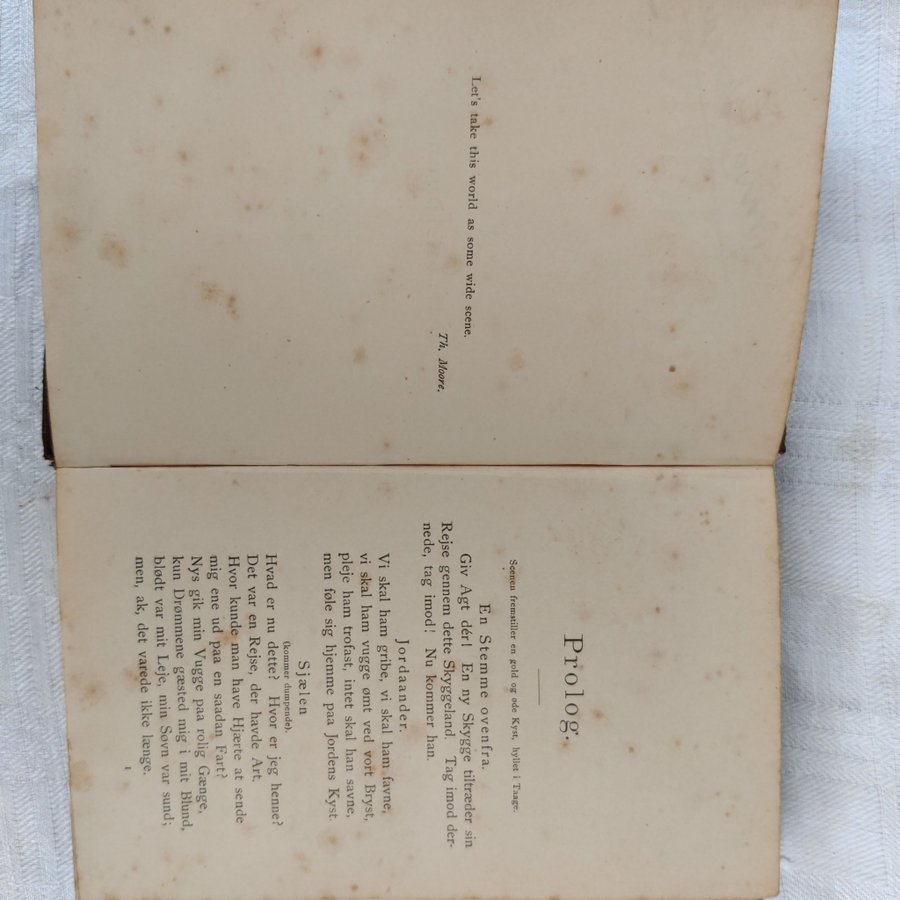 Let's take this world as some wide scene.
Th. Moore.
Prolog.
Scenen fremstiller en gold og øde Kyst, hyllet i Taage.
En Stemme ovenfra.
Giv Agt dér! En ny Skygge tiltræder sin
Rejse gennem dette Skyggeland. Tag imod der-
nede, tag imod! Nu kommer han.
Jordaander.
Vi skal ham gribe, vi skal ham favne,
vi skal ham vugge ømt ved vort Bryst,
pleje ham trofast, intet skal han savne,
men føle sig hjemme paa Jordens Kyst.
Sjælen
(kommer dumpende).
Hvad er nu dette? Hvor er jeg henne?
Det var en Rejse, der havde Art.
Hvor kunde man have Hjærte at sende
mig ene ud paa en saadan Fart?
Nys gik min Vugge paa rolig Gænge,
kun Drømmene gæsted mig i mit Blund,
blødt var mit Leje, min Søvn var sund;
men, ak, det varede ikke længe.
1